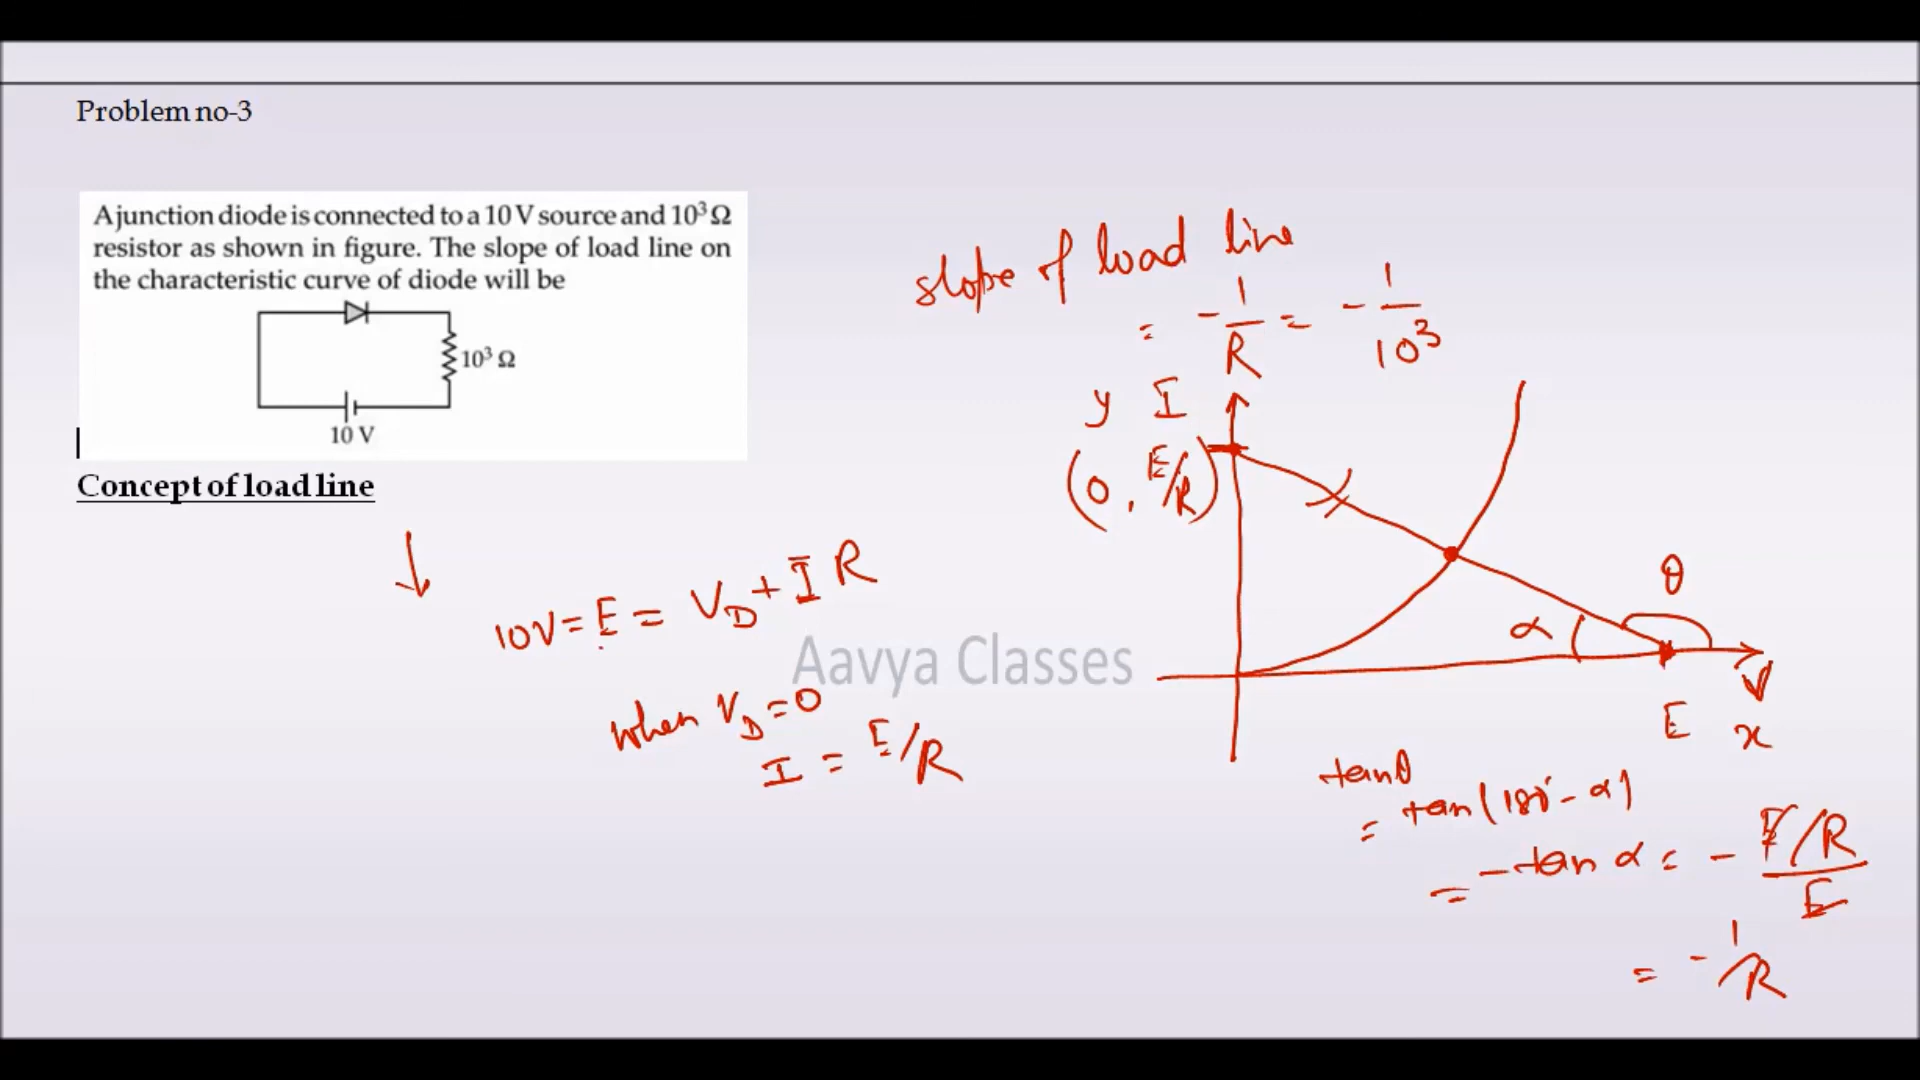 Problem no-3
A junction diode is connected to a 10 V source and 10³ Ω
resistor as shown in figure. The slope of load line on
the characteristic curve of diode will be
10³ Ω
10 V
Concept of load line
10V = E = V_D + I R
when V_D = 0
I = E/R
Aavya Classes
slope of load line
= - 1/R = - 1/10³
y I
(0, E/R)
α
θ
E
V
x
tanθ
= tan(180° - α)
= - tan α = - (E/R)/E
= - 1/R